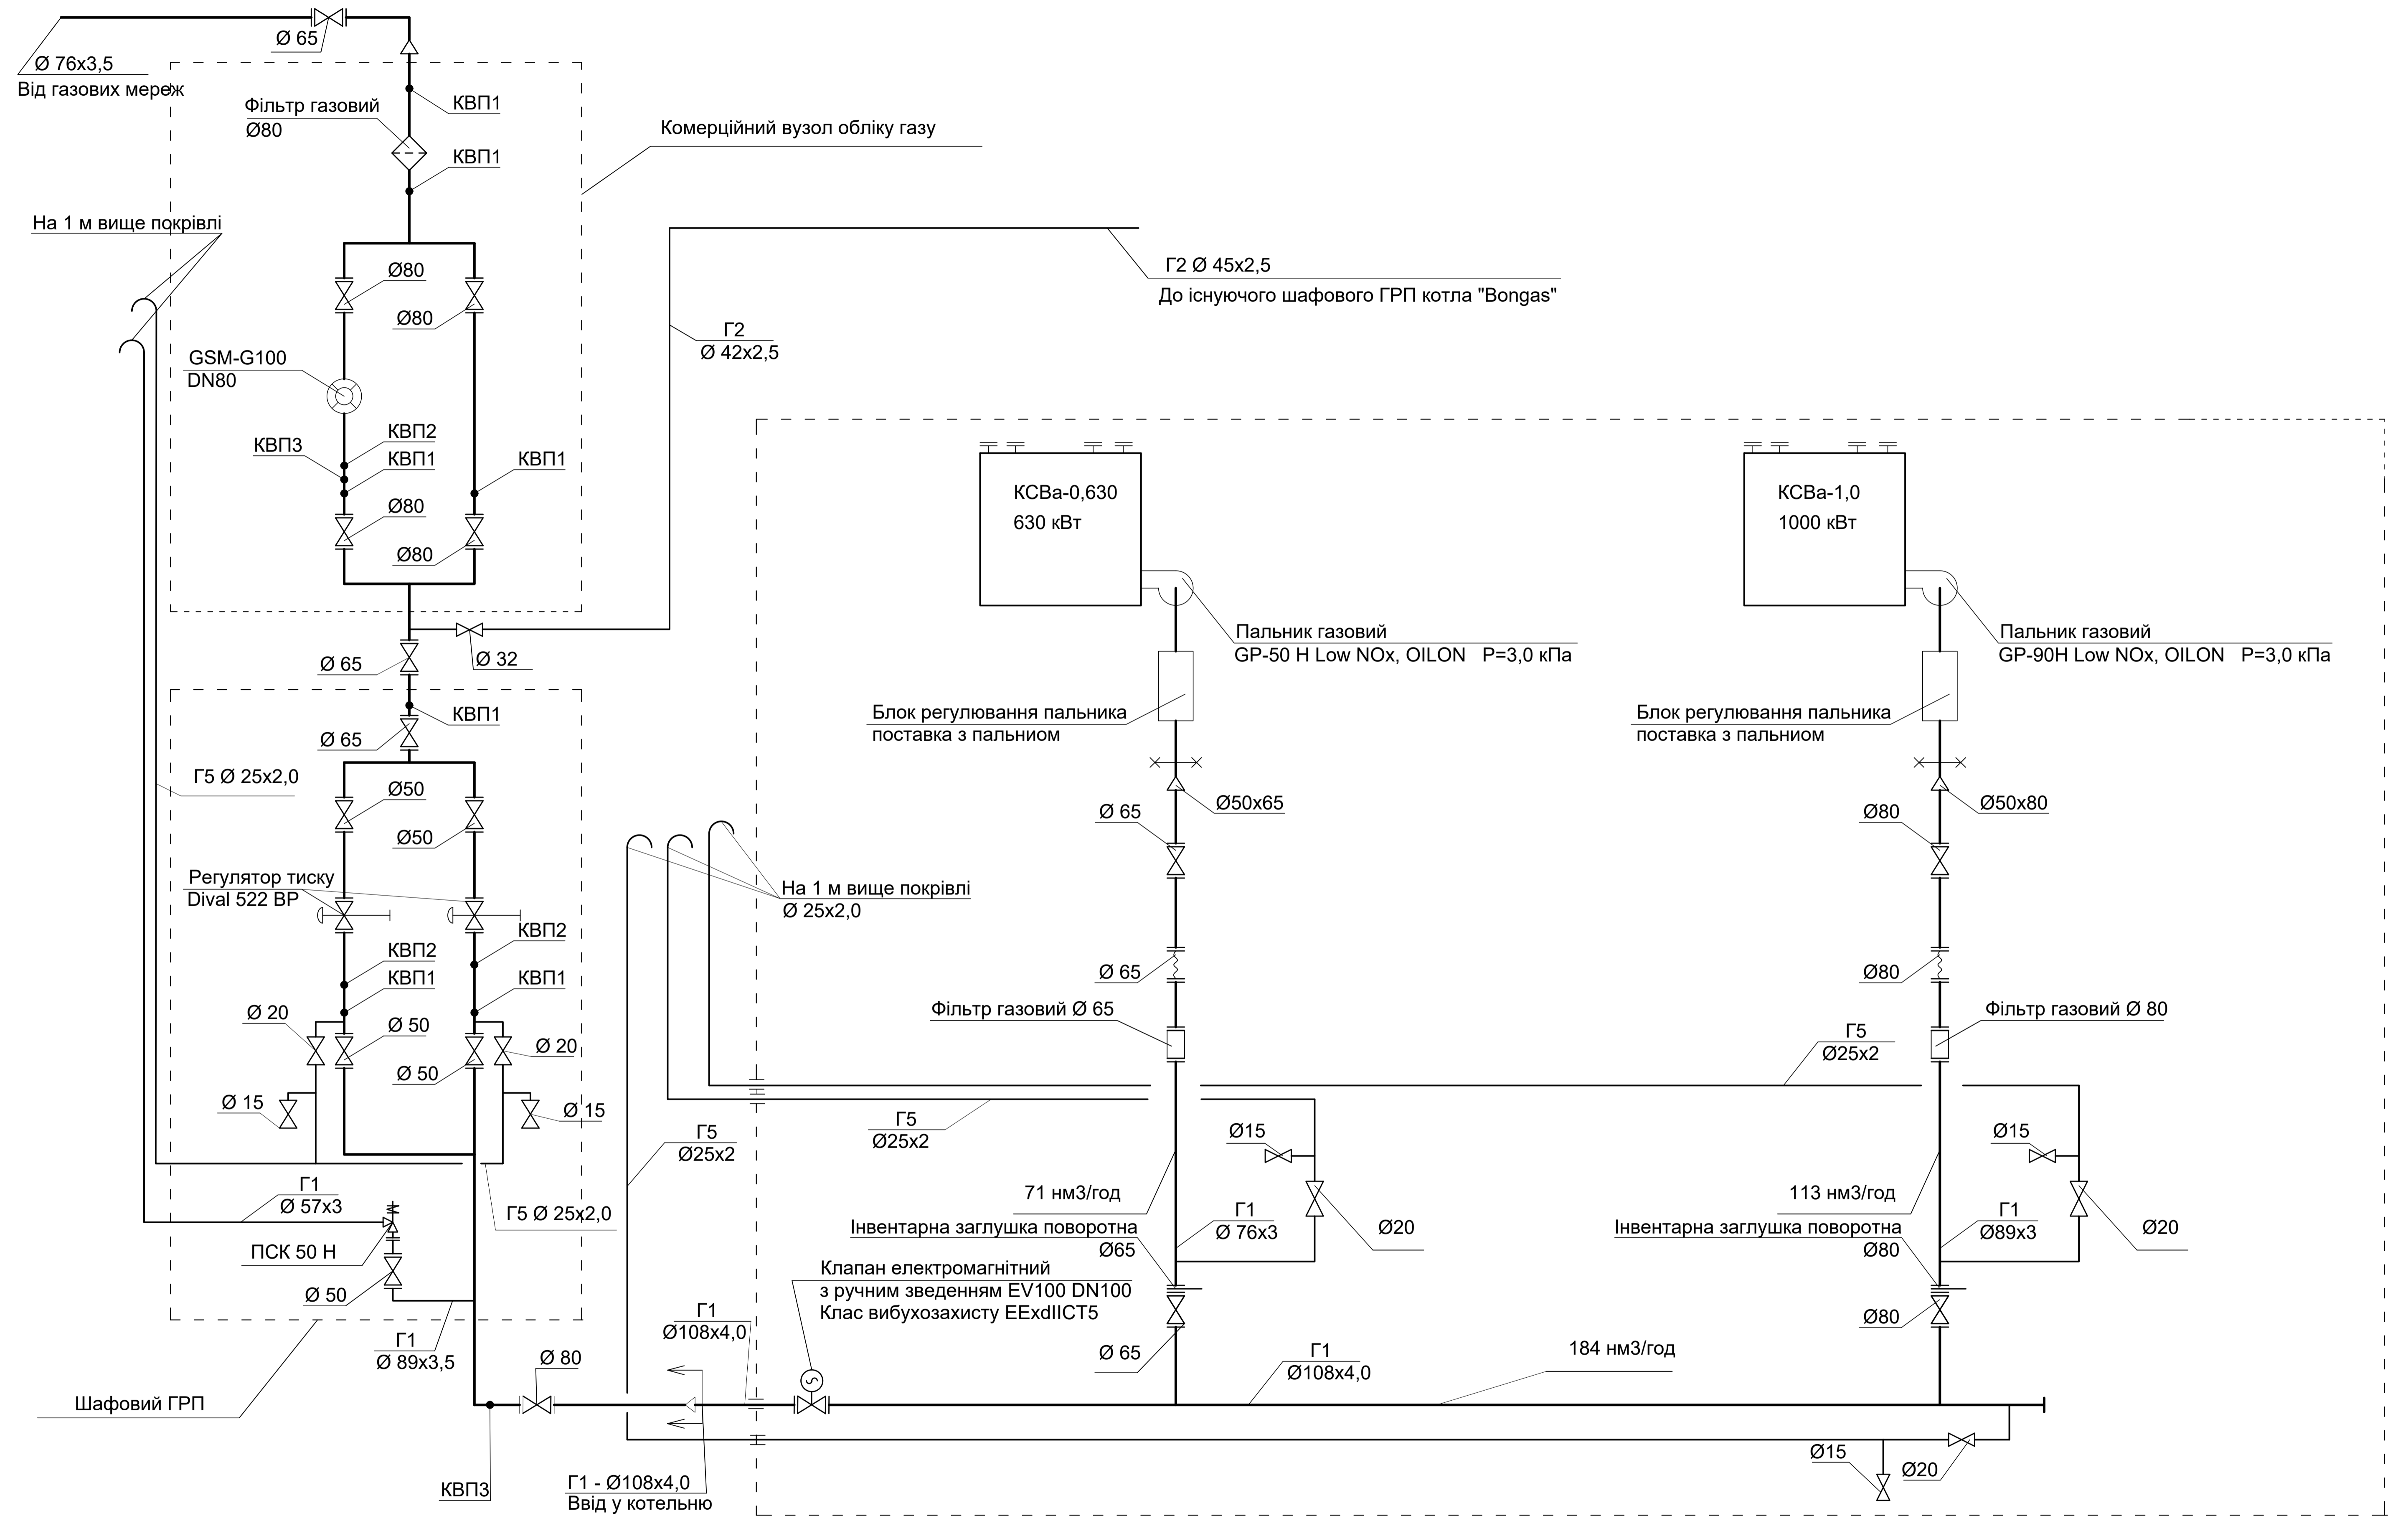 Ø 65
Ø 76х3,5
Від газових мереж
Фільтр газовий
Ø80
КВП1
КВП1
Комерційний вузол обліку газу
На 1 м вище покрівлі
Ø80
Ø80
Г2 Ø 45х2,5
До існуючого шафового ГРП котла "Bongas"
Г2
Ø 42х2,5
GSM-G100
DN80
КВП2
КВП3
КВП1
КВП1
Ø80
Ø80
КСВа-0,630
630 кВт
КСВа-1,0
1000 кВт
Ø 65
Ø 32
Пальник газовий
GP-50 H Low NOx, OILON P=3,0 кПа
Пальник газовий
GP-90H Low NOx, OILON P=3,0 кПа
КВП1
Ø 65
Блок регулювання пальника
поставка з пальниом
Блок регулювання пальника
поставка з пальниом
Г5 Ø 25х2,0
Ø50
Ø50
Ø 65
Ø50х65
Ø80
Ø50х80
Регулятор тиску
Dival 522 BP
На 1 м вище покрівлі
Ø 25х2,0
КВП2
КВП2
КВП1
КВП1
Ø 65
Ø80
Ø 20
Ø 50
Ø 50
Ø 20
Фільтр газовий Ø 65
Фільтр газовий Ø 80
Г5
Ø25х2
Ø 15
Ø 15
Г5
Ø25х2
Г5
Ø25х2
Ø15
Ø15
Г1
Ø 57х3
Г5 Ø 25х2,0
71 нм3/год
113 нм3/год
Г1
Ø 76х3
Г1
Ø89х3
Інвентарна заглушка поворотна
Ø65
Ø20
Інвентарна заглушка поворотна
Ø80
Ø20
ПСК 50 Н
Ø 50
Клапан електромагнітний
з ручним зведенням EV100 DN100
Клас вибухозахисту EExdIICT5
Г1
Ø108х4,0
Ø80
Г1
Ø 89х3,5
Ø 80
Ø 65
Г1
Ø108х4,0
184 нм3/год
Шафовий ГРП
КВП3
Г1 - Ø108х4,0
Ввід у котельню
Ø15
Ø20